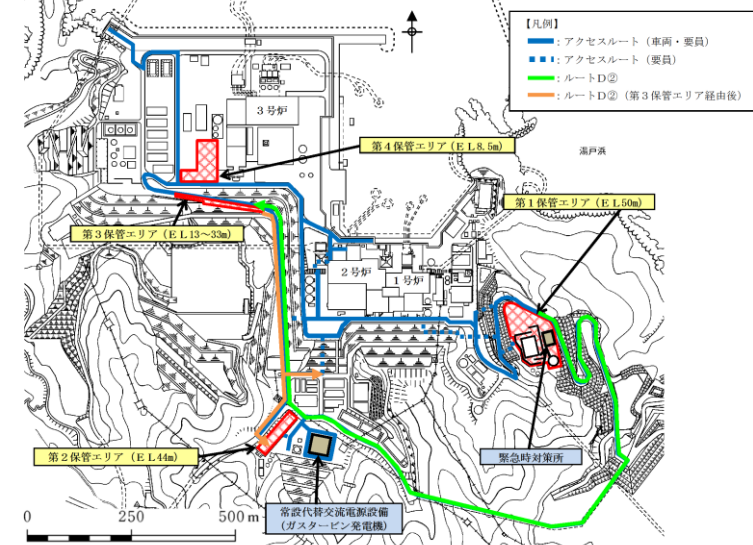 【凡例】
：アクセスルート（車両・要員）
：アクセスルート（要員）
：ルートD②
：ルートD②（第3保管エリア経由後）
3号炉
第4保管エリア（EL8.5m）
湯戸浜
第1保管エリア（EL50m）
第3保管エリア（EL13～33m）
2号炉
1号炉
第2保管エリア（EL44m）
緊急時対策所
常設代替交流電源設備
（ガスタービン発電機）
0 250 500m